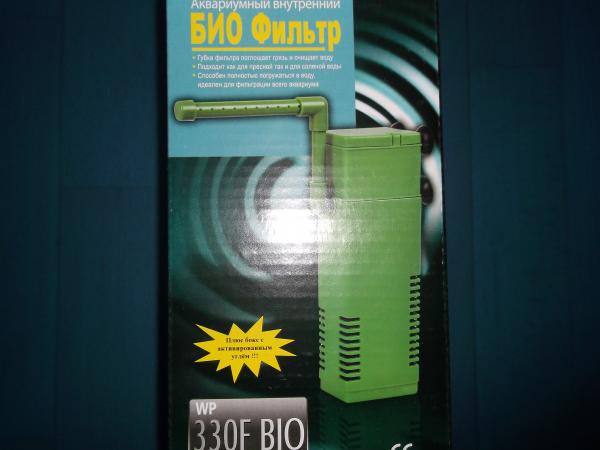 Аквариумный внутренний
БИО Фильтр
• Губка фильтра поглощает грязь и очищает воду
• Подходит как для пресной так и для соленой воды
• Способен полностью погружаться в воду,
идеален для фильтрации всего аквариума
Плюс бокс с
активированным
углём !!!
WP
330F BIO
CE